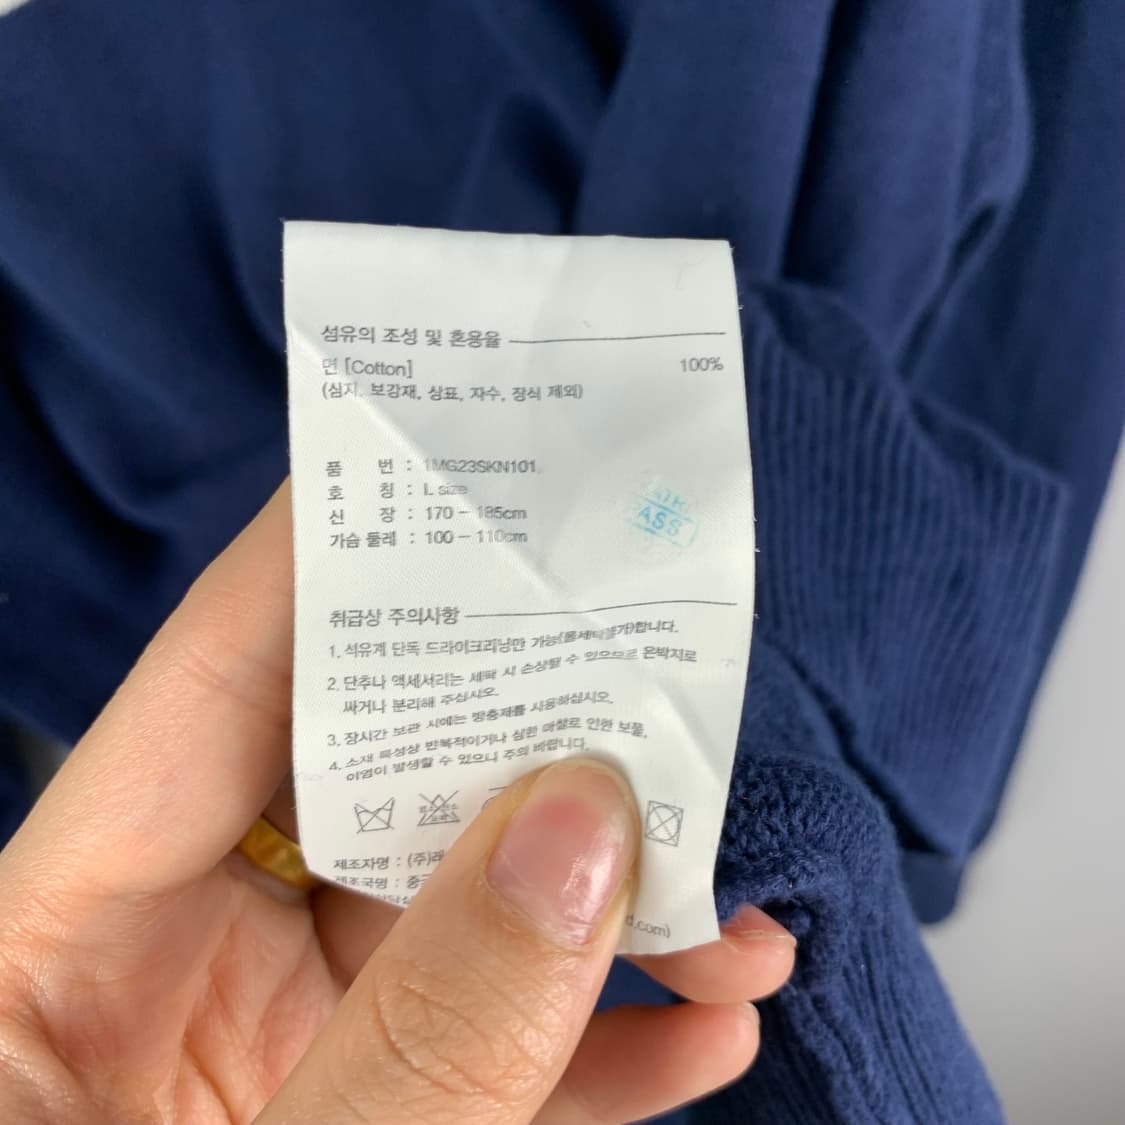 섬유의 조성 및 혼용율
면 [Cotton] 100%
(심지, 보강재, 상표, 자수, 장식 제외)
품 번 : 1MG23SKN101
호 칭 : L size
신 장 : 170 - 185cm
가슴 둘레 : 100 - 110cm
ASS
취급상 주의사항
1. 석유계 단독 드라이크리닝만 가능(물세탁불가)합니다.
2. 단추나 액세서리는 세탁 시 손상될 수 있으므로 은박지로
싸거나 분리해 주십시오.
3. 장시간 보관 시에는 방충제를 사용하십시오.
4. 소재 특성상 반복적이거나 심한 마찰로 인한 보풀,
이염이 발생할 수 있으니 주의 바랍니다.
제조자명 : (주)
제조국명 : 중
d.com)